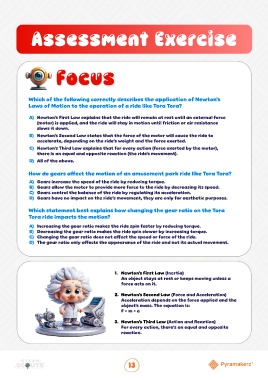 Assessment Exercise
Focus
Which of the following correctly describes the application of Newton's
Laws of Motion to the operation of a ride like Tora Tora?
A) Newton's First Law explains that the ride will remain at rest until an external force
(motor) is applied, and the ride will stay in motion until friction or air resistance
slows it down.
B) Newton's Second Law states that the force of the motor will cause the ride to
accelerate, depending on the ride's weight and the force exerted.
C) Newton's Third Law explains that for every action (force exerted by the motor),
there is an equal and opposite reaction (the ride's movement).
D) All of the above.
How do gears affect the motion of an amusement park ride like Tora Tora?
A) Gears increase the speed of the ride by reducing torque.
B) Gears allow the motor to provide more force to the ride by decreasing its speed.
C) Gears control the balance of the ride by regulating its acceleration.
D) Gears have no impact on the ride's movement, they are only for aesthetic purposes.
Which statement best explains how changing the gear ratio on the Tora
Tora ride impacts the motion?
A) Increasing the gear ratio makes the ride spin faster by reducing torque.
B) Decreasing the gear ratio makes the ride spin slower by increasing torque.
C) Changing the gear ratio does not affect the speed or force of the ride.
D) The gear ratio only affects the appearance of the ride and not its actual movement.
1. Newton's First Law (Inertia)
An object stays at rest or keeps moving unless a
force acts on it.
2. Newton's Second Law (Force and Acceleration)
Acceleration depends on the force applied and the
object's mass. The equation is:
F = m × a
3. Newton's Third Law (Action and Reaction)
For every action, there's an equal and opposite
reaction.
13
Pyramakerz